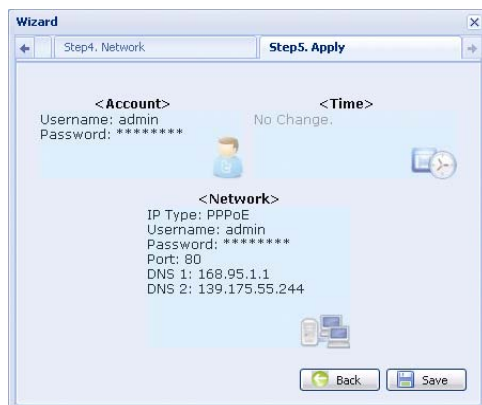 Wizard
Step4. Network
Step5. Apply
<Account>
Username: admin
Password: ********
<Time>
No Change.
<Network>
IP Type: PPPoE
Username: admin
Password: ********
Port: 80
DNS 1: 168.95.1.1
DNS 2: 139.175.55.244
Back
Save